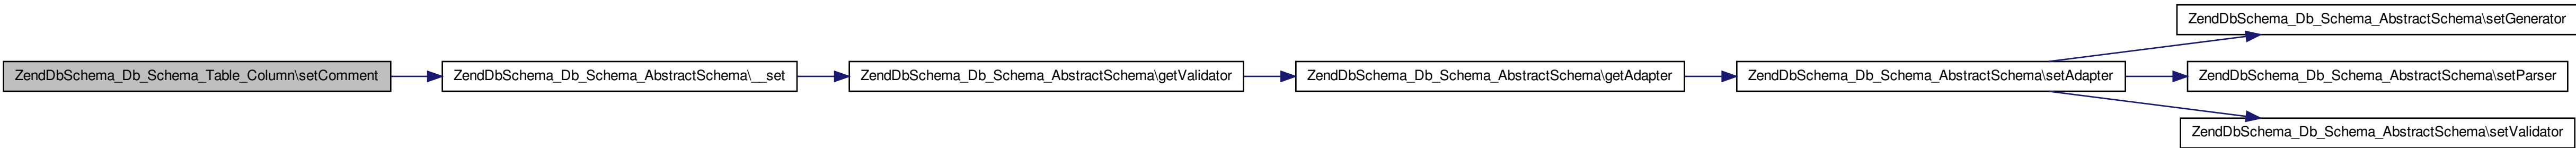 ZendDbSchema_Db_Schema_Table_Column\setComment
ZendDbSchema_Db_Schema_AbstractSchema\__set
ZendDbSchema_Db_Schema_AbstractSchema\getValidator
ZendDbSchema_Db_Schema_AbstractSchema\getAdapter
ZendDbSchema_Db_Schema_AbstractSchema\setAdapter
ZendDbSchema_Db_Schema_AbstractSchema\setGenerator
ZendDbSchema_Db_Schema_AbstractSchema\setParser
ZendDbSchema_Db_Schema_AbstractSchema\setValidator